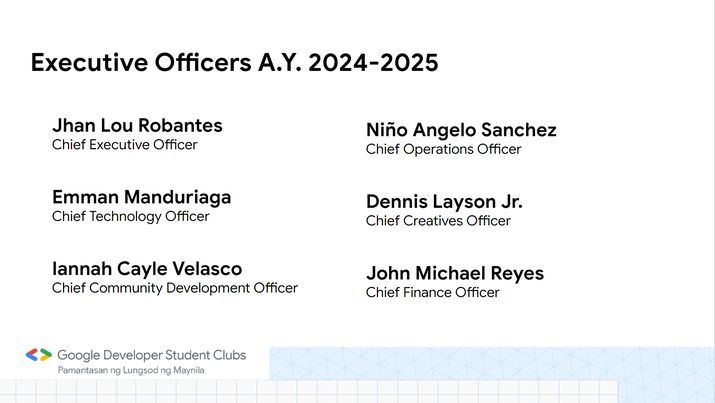 Executive Officers A.Y. 2024-2025
Jhan Lou Robantes
Chief Executive Officer
Emman Manduriaga
Chief Technology Officer
Iannah Cayle Velasco
Chief Community Development Officer
Niño Angelo Sanchez
Chief Operations Officer
Dennis Layson Jr.
Chief Creatives Officer
John Michael Reyes
Chief Finance Officer
Google Developer Student Clubs
Pamantasan ng Lungsod ng Maynila